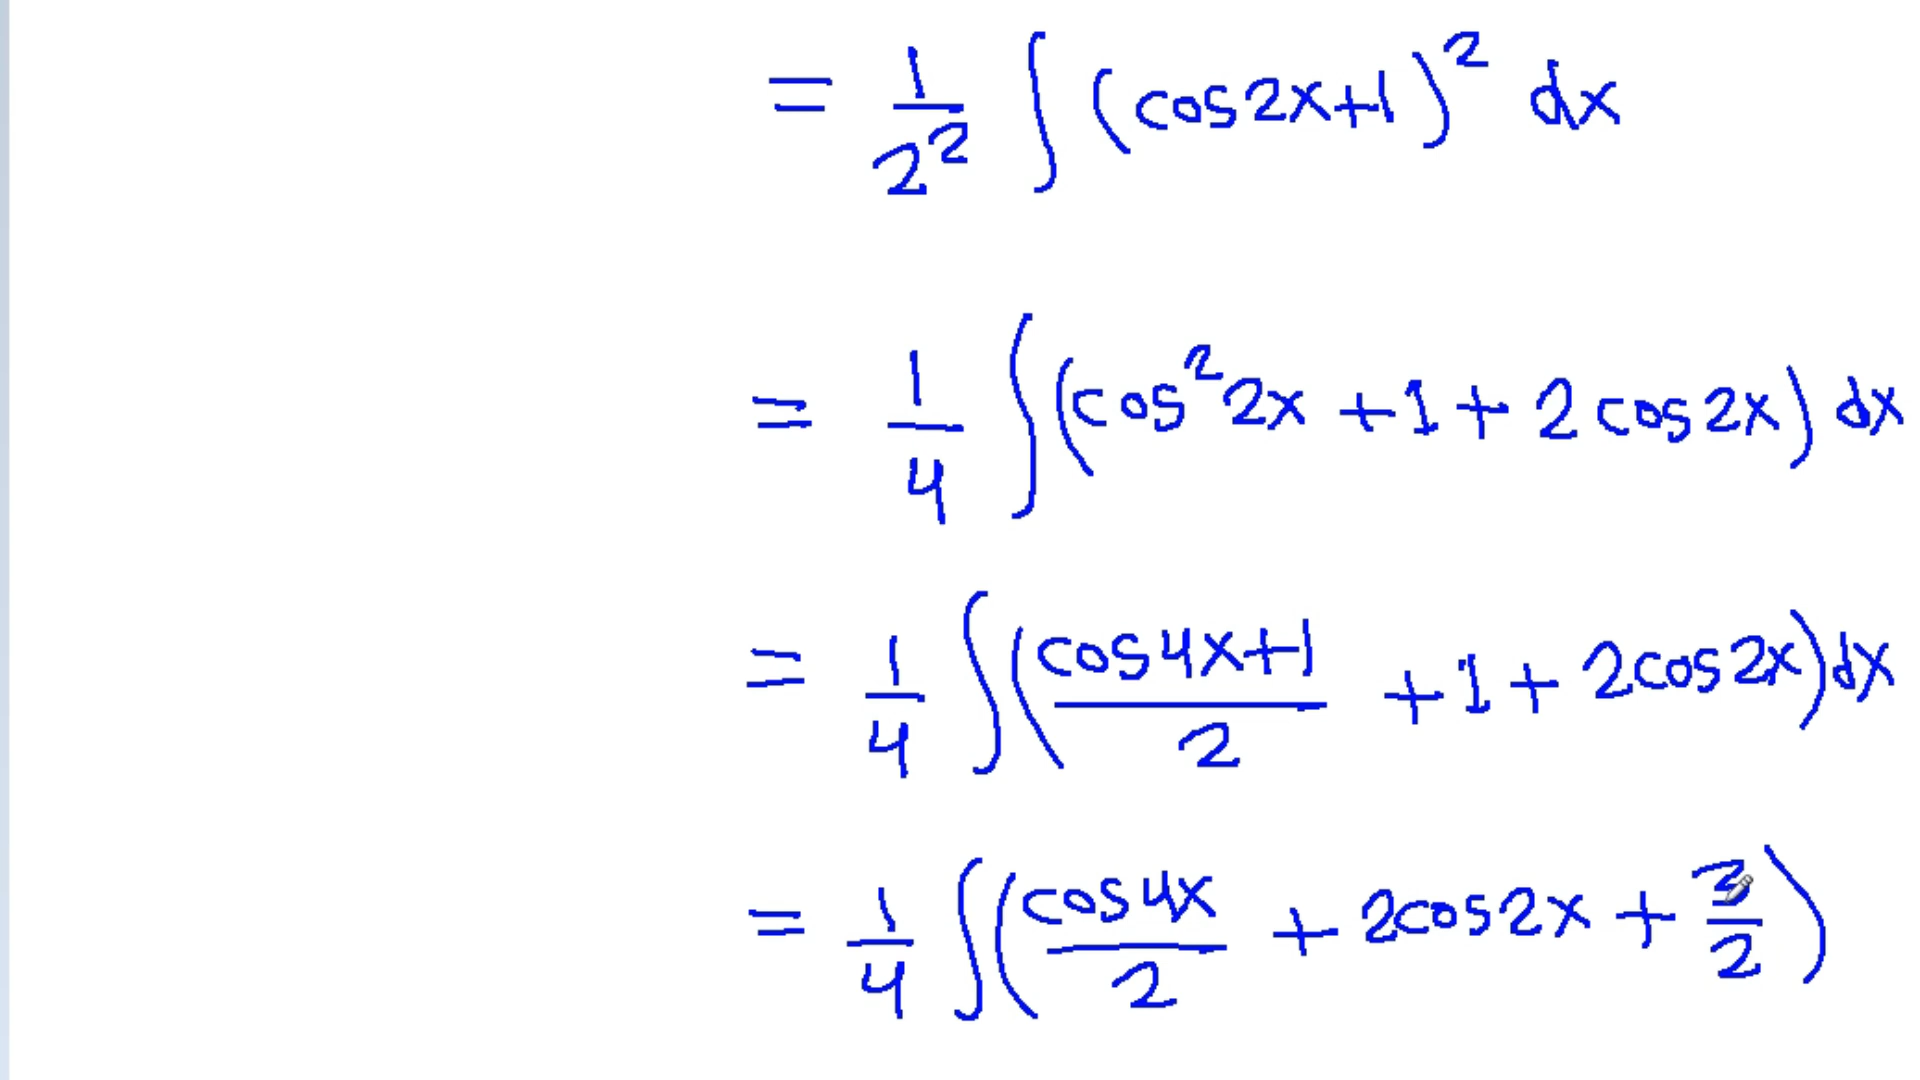 = 1/2² ∫ (cos2x+1)² dx
= 1/4 ∫ (cos²2x +1+ 2cos2x) dx
= 1/4 ∫ ((cos4x+1)/2 +1+ 2cos2x) dx
= 1/4 ∫ (cos4x/2 + 2cos2x + 3/2)